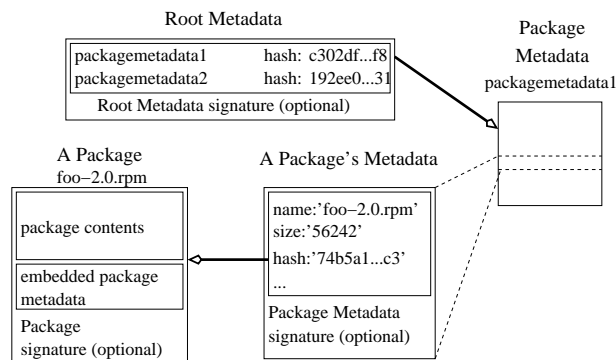 Root Metadata
packagemetadata1 hash: c302df...f8
packagemetadata2 hash: 192ee0...31
Root Metadata signature (optional)
Package
Metadata
packagemetadata1
A Package
foo−2.0.rpm
package contents
embedded package
metadata
Package
signature (optional)
A Package's Metadata
name:'foo−2.0.rpm'
size:'56242'
hash:'74b5a1...c3'
...
Package Metadata
signature (optional)